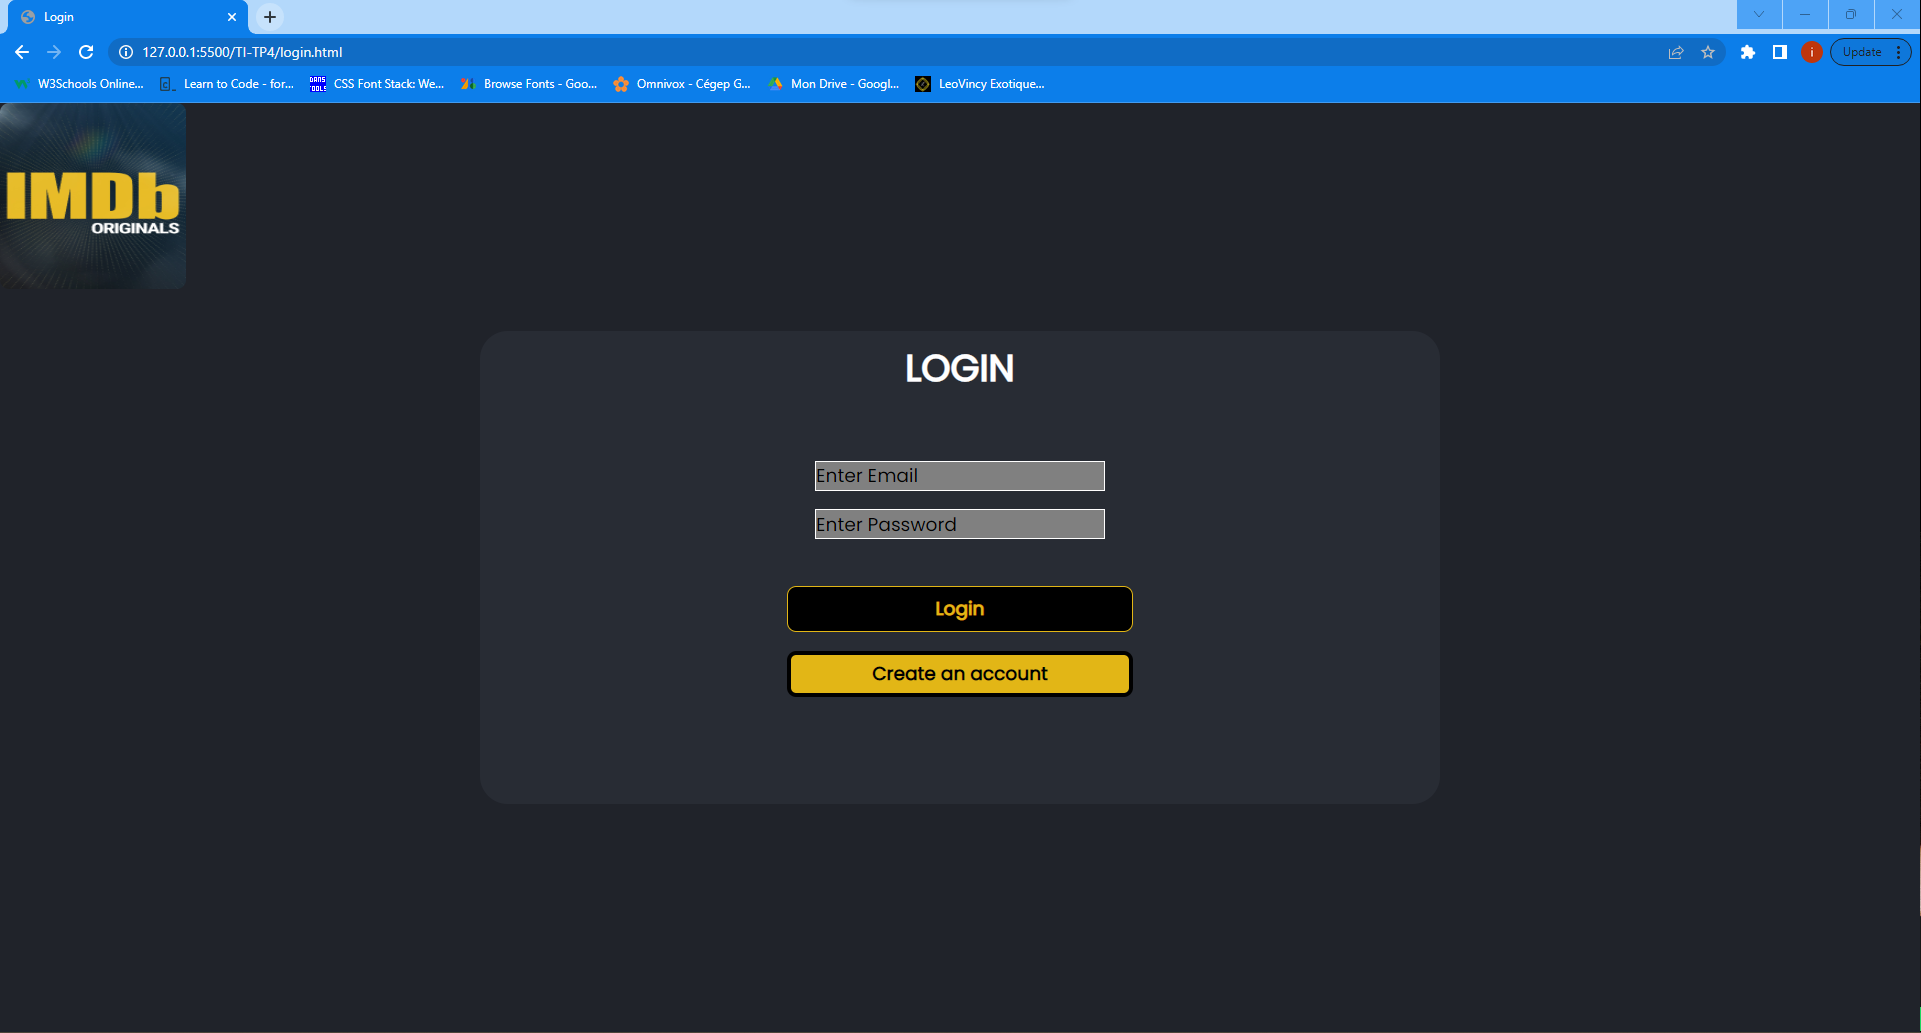 Login
127.0.0.1:5500/TI-TP4/login.html
i
Update
W3Schools Online...
Learn to Code - for...
DANS TOOLS
CSS Font Stack: We...
Browse Fonts - Goo...
Omnivox - Cégep G...
Mon Drive - Googl...
LeoVincy Exotique...
IMDb
ORIGINALS
LOGIN
Enter Email
Enter Password
Login
Create an account